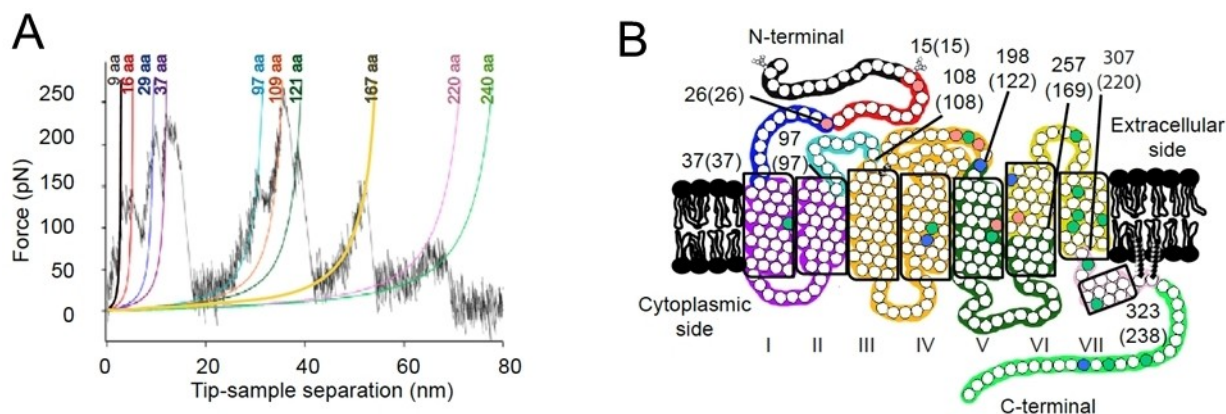 A
9 aa
16 aa
29 aa
37 aa
97 aa
109 aa
121 aa
167 aa
220 aa
240 aa
250
200
150
100
50
0
Force (pN)
0
20
40
60
80
Tip-sample separation (nm)
B
N-terminal
15(15)
108
(108)
198
(122)
257
(169)
307
(220)
26(26)
97
(97)
37(37)
Extracellular
side
Cytoplasmic
side
I
II
III
IV
V
VI
VII
323
(238)
C-terminal